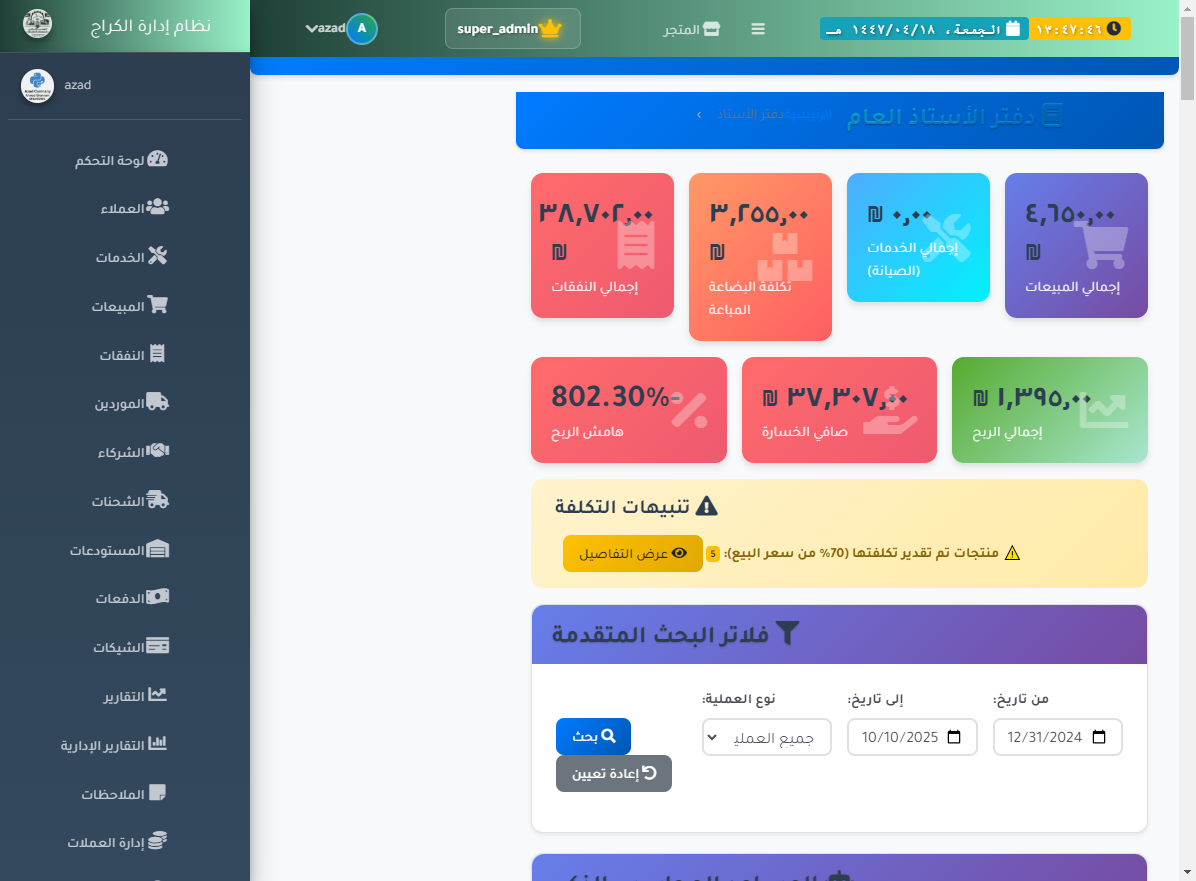 ١٣:٤٧:٤٦
الجمعة، ١٤٤٧/٠٤/١٨ هـ
المتجر
super_admin
A
azad
نظام إدارة الكراج
azad
لوحة التحكم
العملاء
الخدمات
المبيعات
النفقات
الموردين
الشركاء
الشحنات
المستودعات
الدفعات
الشيكات
التقارير
التقارير الإدارية
الملاحظات
إدارة العملات
دفتر الأستاذ العام
الرئيسية دفتر الأستاذ ›
٤,٦٥٠,٠٠
₪
إجمالي المبيعات
٠,٠٠ ₪
إجمالي الخدمات
(الصيانة)
٣,٢٥٥,٠٠
₪
تكلفة البضاعة
المباعة
٣٨,٧٠٢,٠٠
₪
إجمالي النفقات
١,٣٩٥,٠٠ ₪
إجمالي الربح
٣٧,٣٠٧,٠٠ ₪
صافي الخسارة
802.30%-
هامش الربح
تنبيهات التكلفة
منتجات تم تقدير تكلفتها (70% من سعر البيع): 5
عرض التفاصيل
فلاتر البحث المتقدمة
من تاريخ:
12/31/2024
إلى تاريخ:
10/10/2025
نوع العملية:
جميع العملي
بحث
إعادة تعيين